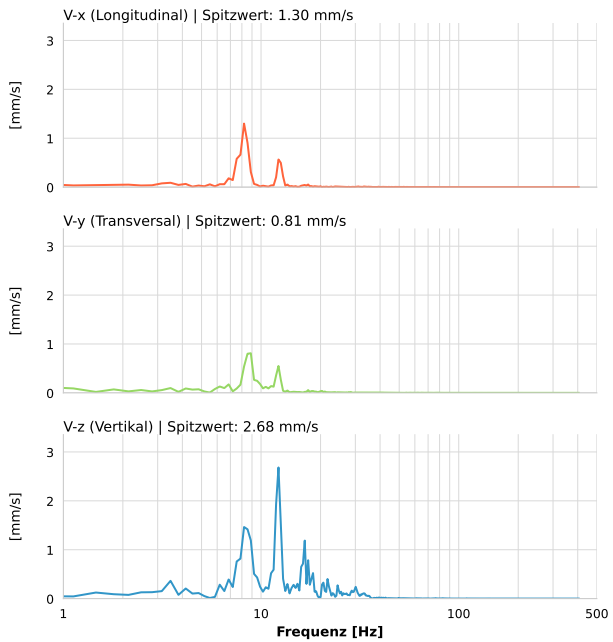 V-x (Longitudinal) | Spitzwert: 1.30 mm/s
3
2
1
0
[mm/s]
V-y (Transversal) | Spitzwert: 0.81 mm/s
3
2
1
0
[mm/s]
V-z (Vertikal) | Spitzwert: 2.68 mm/s
3
2
1
0
[mm/s]
1 10 100 500
Frequenz [Hz]